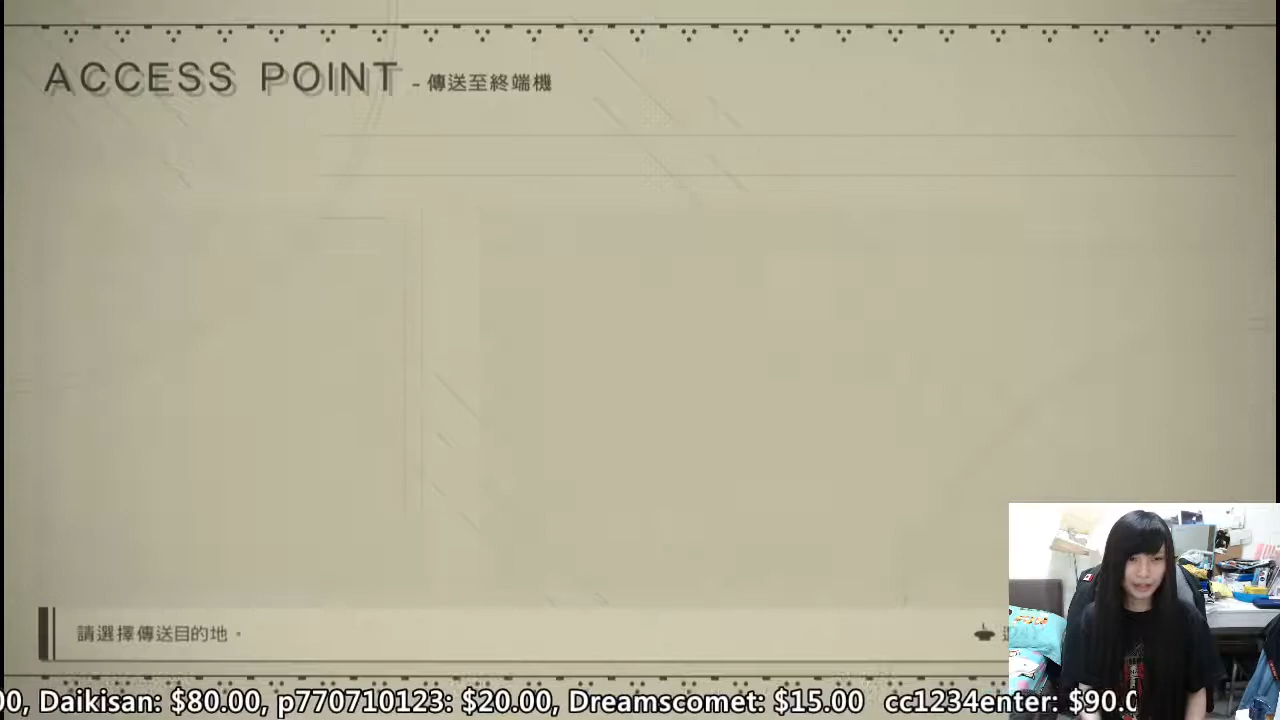 ACCESS POINT - 傳送至終端機
請選擇傳送目的地。
00, Daikisan: $80.00, p770710123: $20.00, Dreamscomet: $15.00 cc1234enter: $90.0